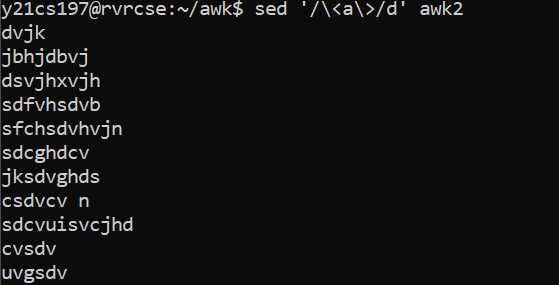 y21cs197@rvrcse:~/awk$ sed '/\<a\>/d' awk2
dvjk
jbhjdbvj
dsvjhxvjh
sdfvhsdvb
sfchsdvhvjn
sdcghdcv
jksdvghds
csdvcv n
sdcvuisvcjhd
cvsdv
uvgsdv